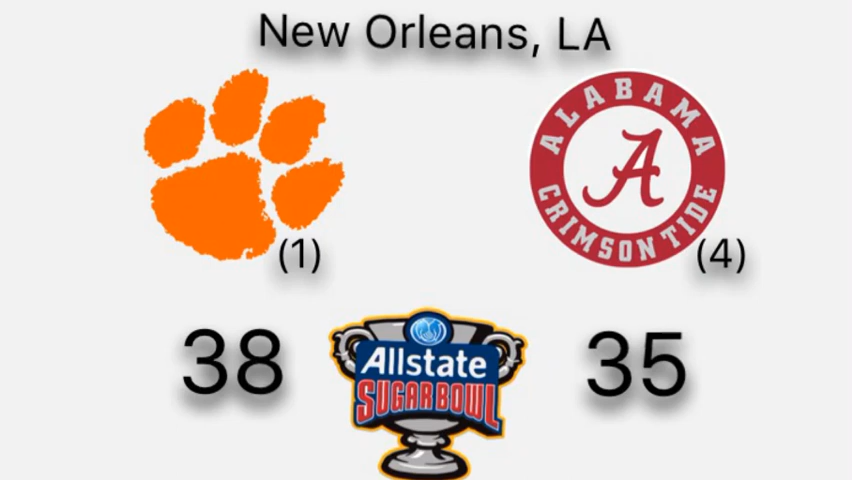 New Orleans, LA
ALABAMA
A
CRIMSON TIDE
(1)
(4)
38
35
Allstate
SUGAR BOWL